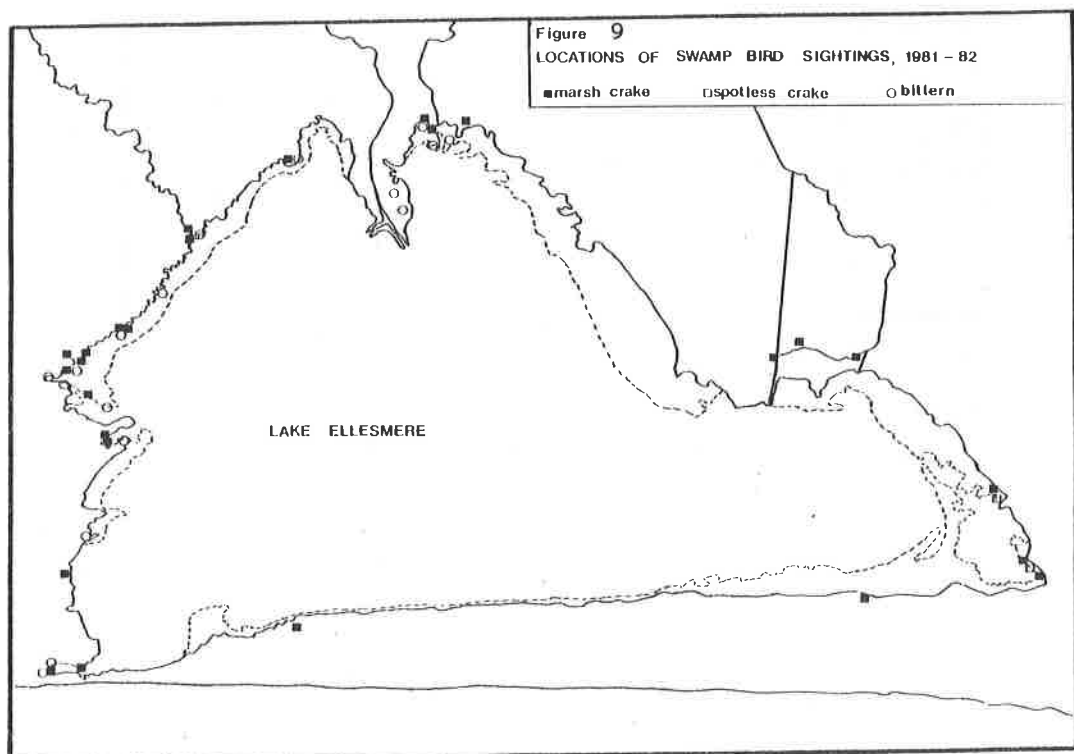 Figure 9
LOCATIONS OF SWAMP BIRD SIGHTINGS, 1981 - 82
marsh crake spotless crake bittern
LAKE ELLESMERE